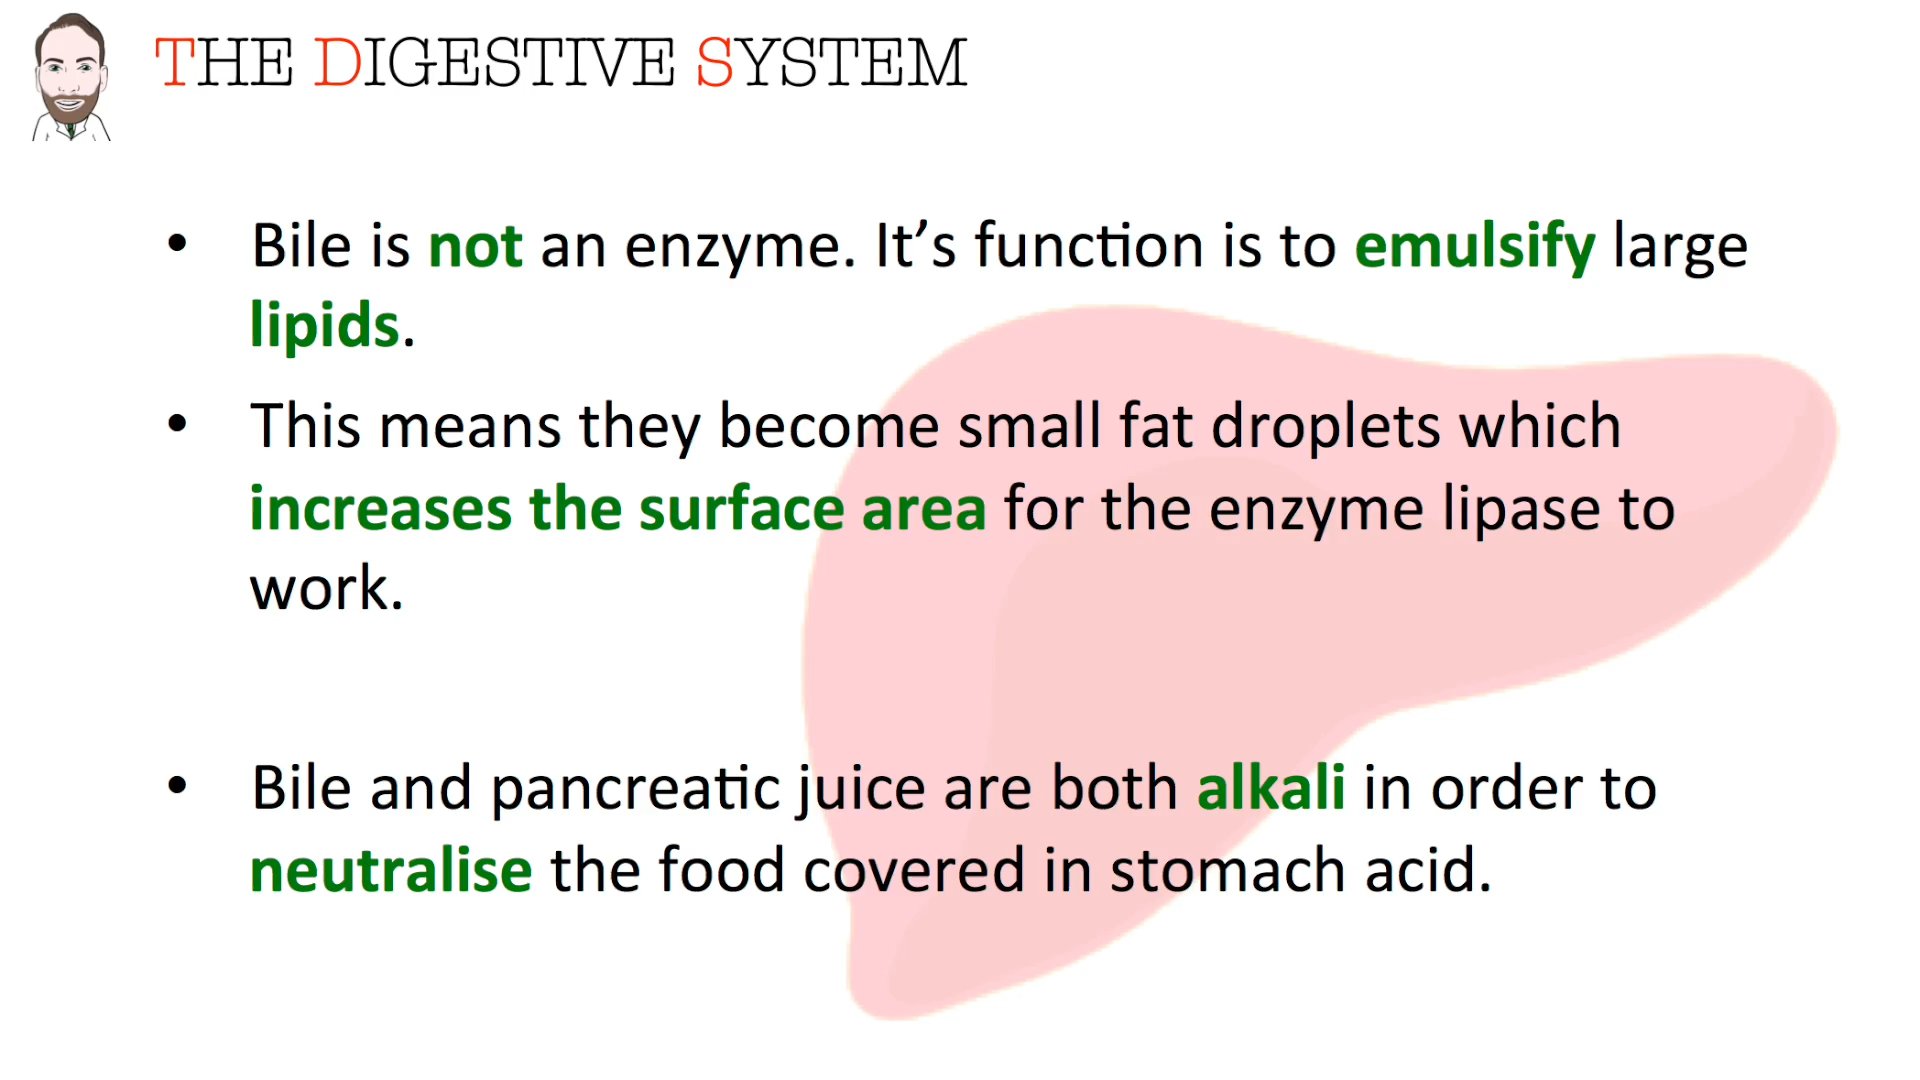 THE DIGESTIVE SYSTEM
• Bile is not an enzyme. It’s function is to emulsify large
lipids.
• This means they become small fat droplets which
increases the surface area for the enzyme lipase to
work.
• Bile and pancreatic juice are both alkali in order to
neutralise the food covered in stomach acid.